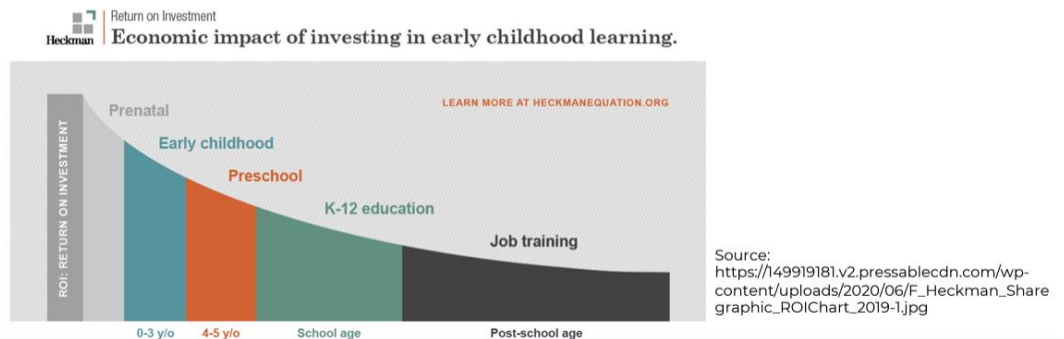 Heckman
Return on Investment
Economic impact of investing in early childhood learning.
LEARN MORE AT HECKMANEQUATION.ORG
ROI: RETURN ON INVESTMENT
Prenatal
Early childhood
Preschool
K-12 education
Job training
0-3 y/o
4-5 y/o
School age
Post-school age
Source:
https://149919181.v2.pressablecdn.com/wp-
content/uploads/2020/06/F_Heckman_Share
graphic_ROIChart_2019-1.jpg